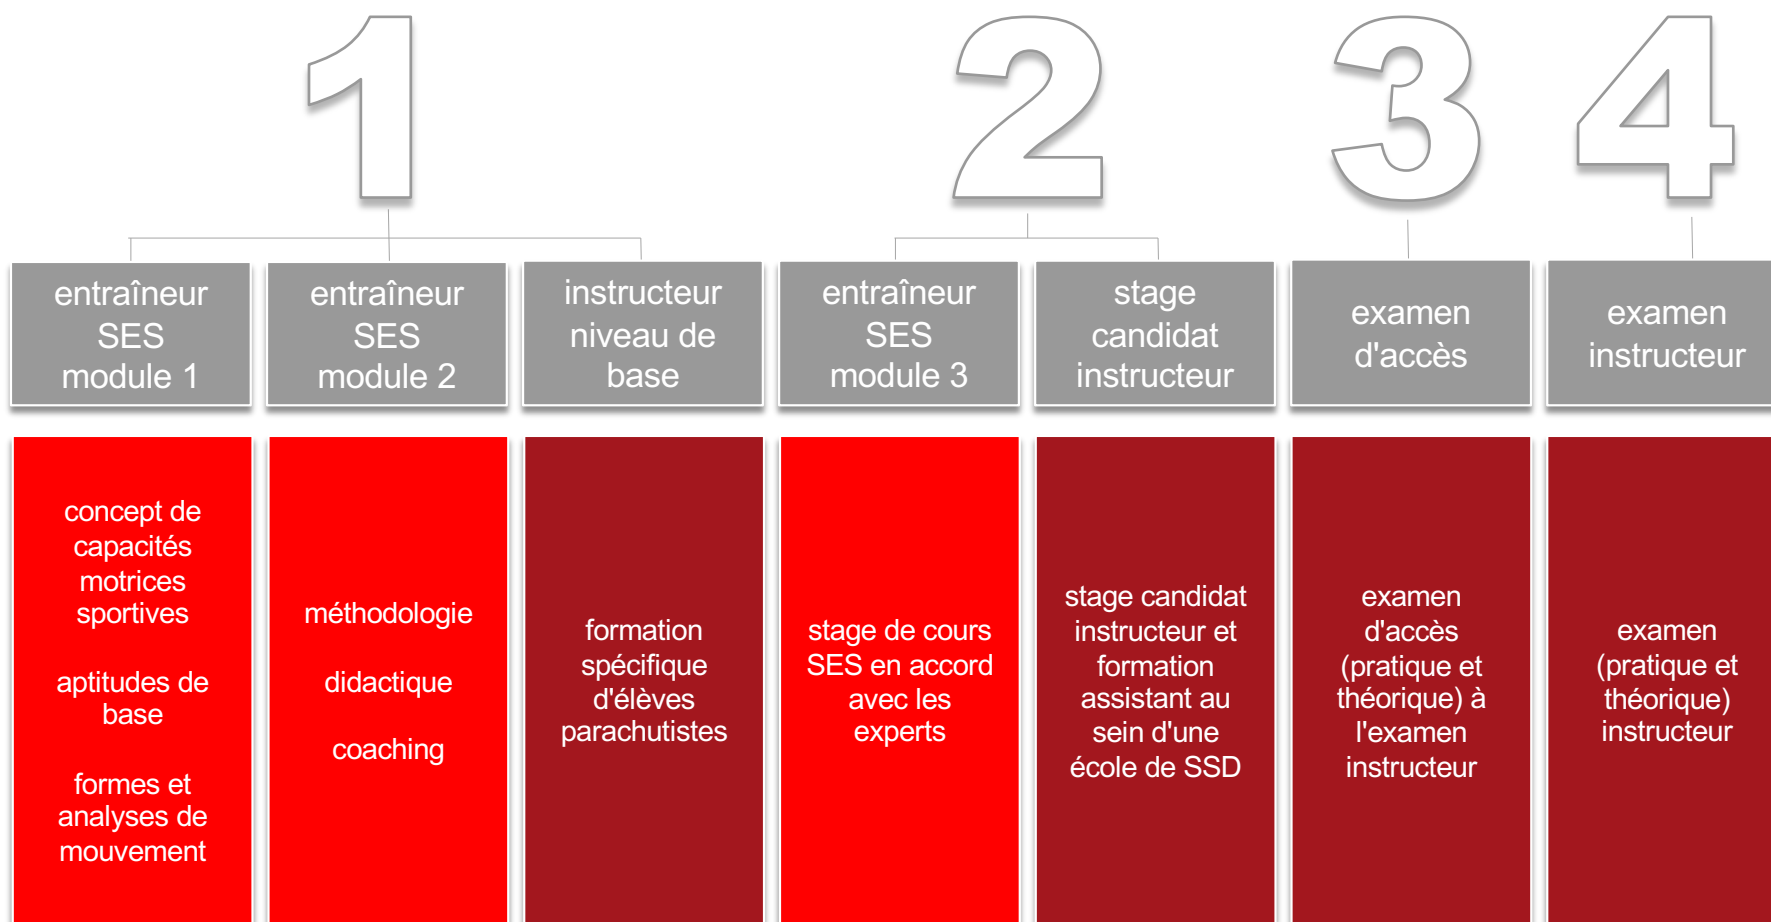 1
2
3
4
entraîneur
SES
module 1
entraîneur
SES
module 2
instructeur
niveau de
base
entraîneur
SES
module 3
stage
candidat
instructeur
examen
d'accès
examen
instructeur
concept de
capacités
motrices
sportives
aptitudes de
base
formes et
analyses de
mouvement
méthodologie
didactique
coaching
formation
spécifique
d'élèves
parachutistes
stage de cours
SES en accord
avec les
experts
stage candidat
instructeur et
formation
assistant au
sein d'une
école de SSD
examen
d'accès
(pratique et
théorique) à
l'examen
instructeur
examen
(pratique et
théorique)
instructeur